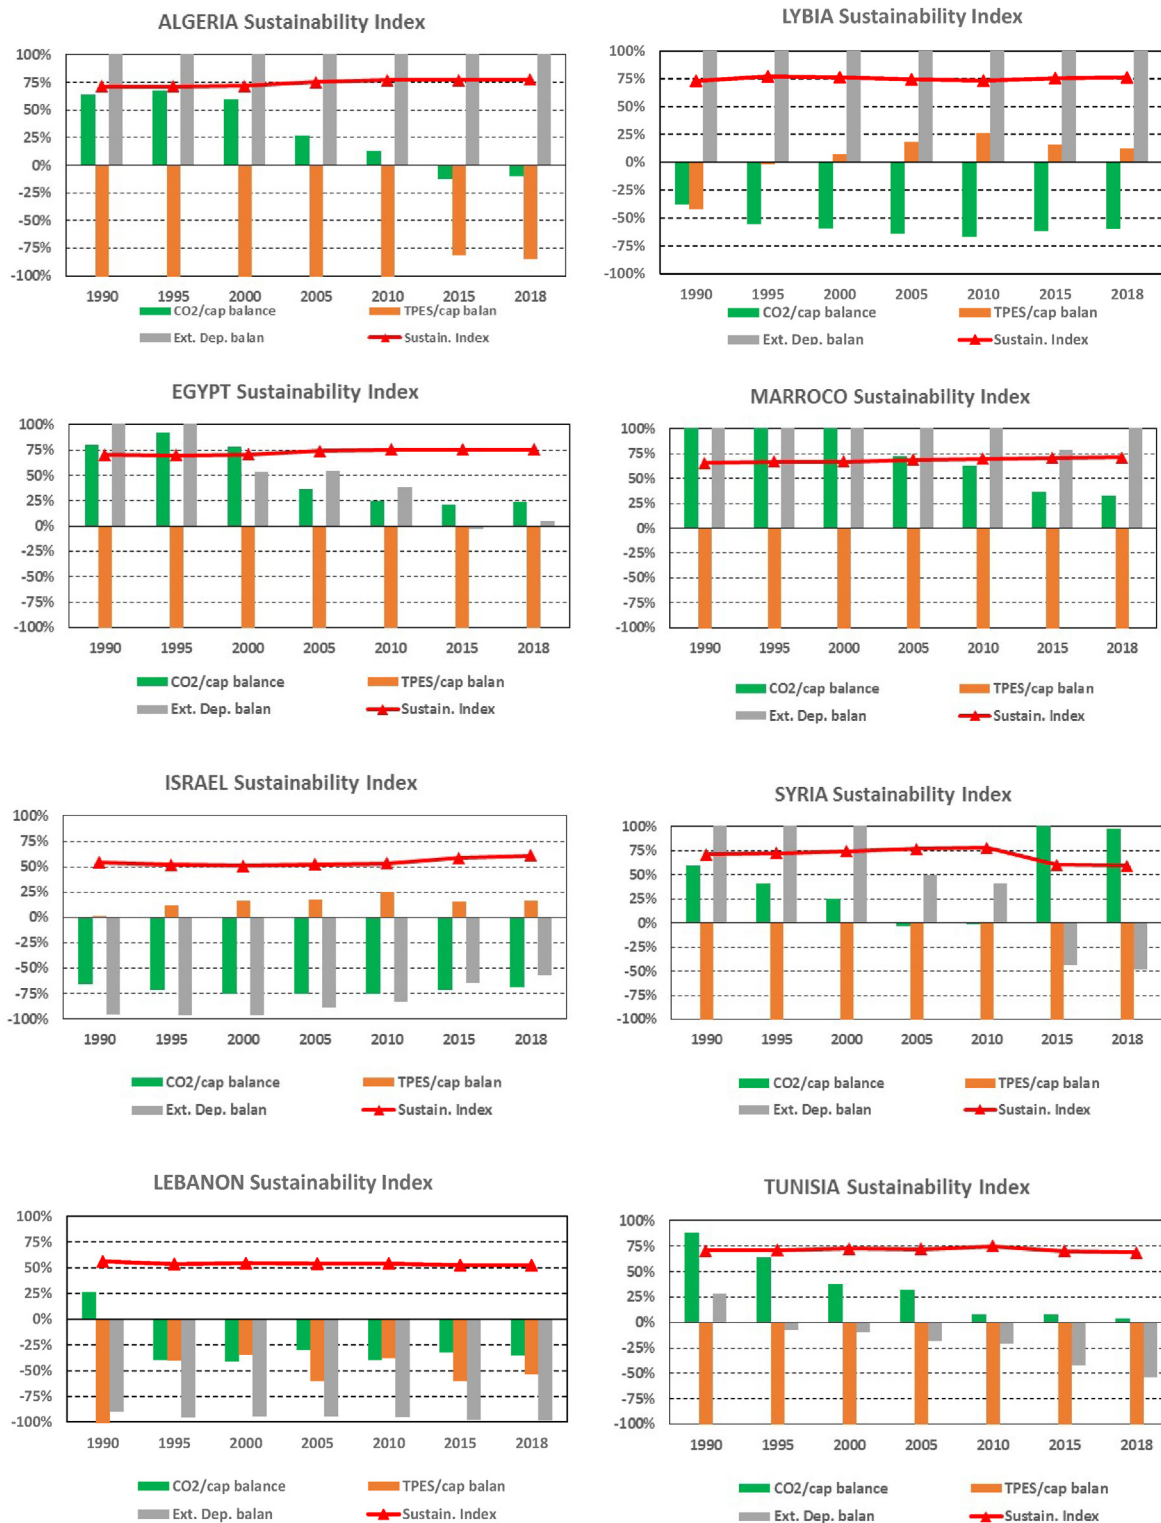 ALGERIA Sustainability Index
100%
75%
50%
25%
0%
-25%
-50%
-75%
-100%
1990 1995 2000 2005 2010 2015 2018
CO2/cap balance TPES/cap balan
Ext. Dep. balan Sustain. Index
LYBIA Sustainability Index
100%
75%
50%
25%
0%
-25%
-50%
-75%
-100%
1990 1995 2000 2005 2010 2015 2018
CO2/cap balance TPES/cap balan
Ext. Dep. balan Sustain. Index
EGYPT Sustainability Index
100%
75%
50%
25%
0%
-25%
-50%
-75%
-100%
1990 1995 2000 2005 2010 2015 2018
CO2/cap balance TPES/cap balan
Ext. Dep. balan Sustain. Index
MARROCO Sustainability Index
100%
75%
50%
25%
0%
-25%
-50%
-75%
-100%
1990 1995 2000 2005 2010 2015 2018
CO2/cap balance TPES/cap balan
Ext. Dep. balan Sustain. Index
ISRAEL Sustainability Index
100%
75%
50%
25%
0%
-25%
-50%
-75%
-100%
1990 1995 2000 2005 2010 2015 2018
CO2/cap balance TPES/cap balan
Ext. Dep. balan Sustain. Index
SYRIA Sustainability Index
100%
75%
50%
25%
0%
-25%
-50%
-75%
-100%
1990 1995 2000 2005 2010 2015 2018
CO2/cap balance TPES/cap balan
Ext. Dep. balan Sustain. Index
LEBANON Sustainability Index
100%
75%
50%
25%
0%
-25%
-50%
-75%
-100%
1990 1995 2000 2005 2010 2015 2018
CO2/cap balance TPES/cap balan
Ext. Dep. balan Sustain. Index
TUNISIA Sustainability Index
100%
75%
50%
25%
0%
-25%
-50%
-75%
-100%
1990 1995 2000 2005 2010 2015 2018
CO2/cap balance TPES/cap balan
Ext. Dep. balan Sustain. Index